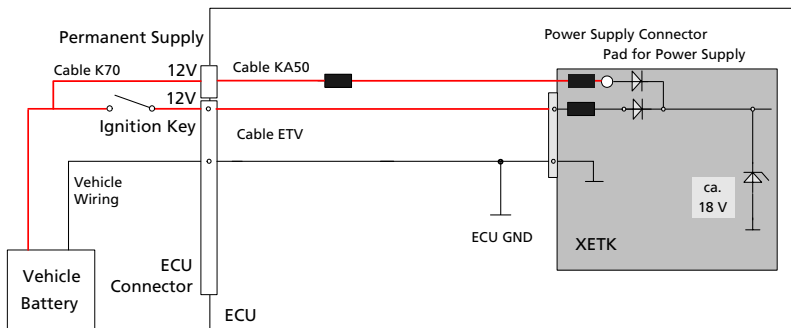 Permanent Supply
Power Supply Connector
Pad for Power Supply
Cable K70
12V
Cable KA50
12V
Ignition Key
Cable ETV
Vehicle
Wiring
ca.
18 V
ECU GND
XETK
Vehicle
Battery
ECU
Connector
ECU